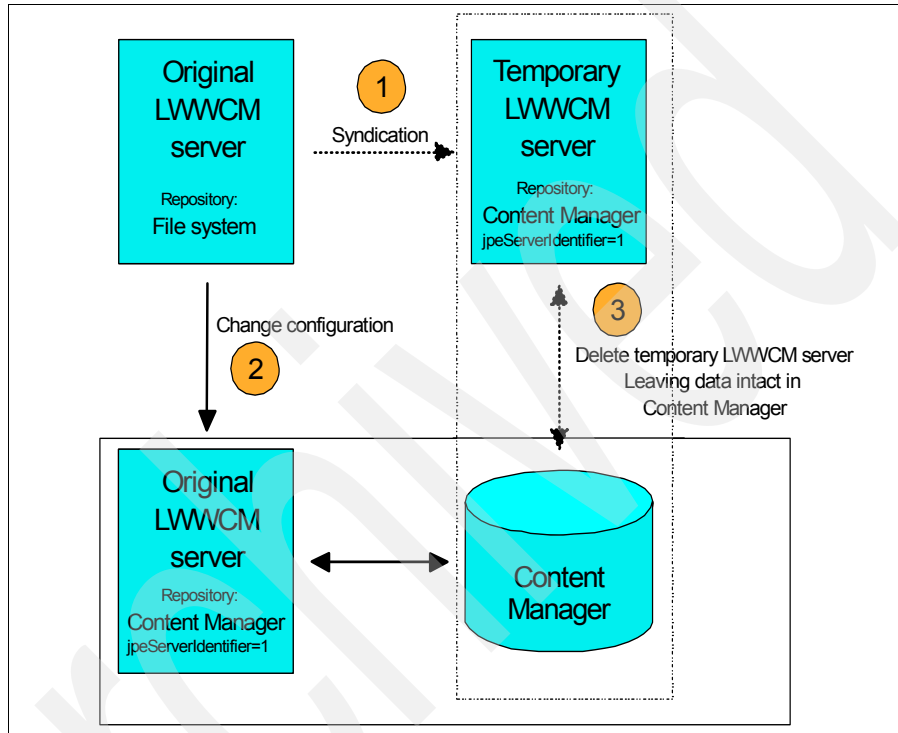 Original
LWWCM
server
Repository:
File system
1
Syndication
Temporary
LWWCM
server
Repository:
Content Manager
jpeServerIdentifier=1
Change configuration
2
3
Delete temporary LWWCM server
Leaving data intact in
Content Manager
Original
LWWCM
server
Repository:
Content Manager
jpeServerIdentifier=1
Content
Manager
rchived